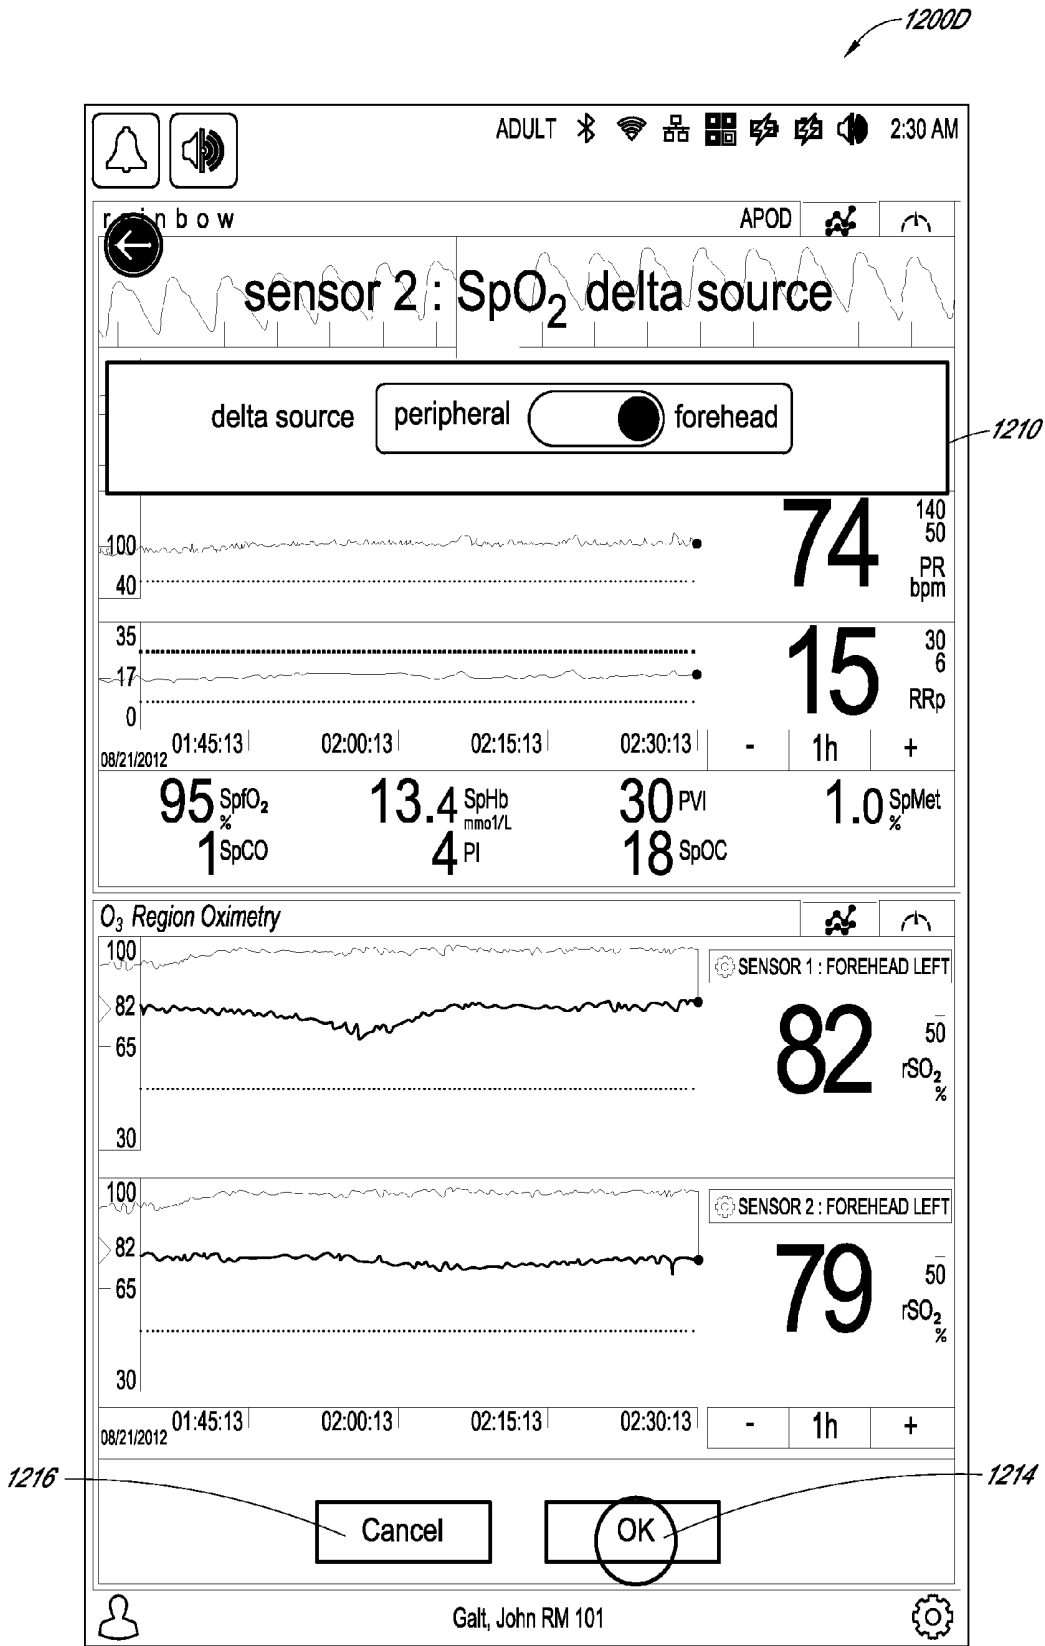 1200D
ADULT 2:30 AM
APOD
sensor 2 : SpO2 delta source
delta source peripheral forehead
1210
100
40
74
140
50
PR
bpm
35
17
0
15
30
6
RRp
08/21/2012 01:45:13 02:00:13 02:15:13 02:30:13 - 1h +
95 SpfO2 % 13.4 SpHb mmo1/L 30 PVI 1.0 SpMet %
1 SpCO 4 PI 18 SpOC
O3 Region Oximetry
100
82
65
30
SENSOR 1 : FOREHEAD LEFT
82
50
rSO2
%
100
82
65
30
SENSOR 2 : FOREHEAD LEFT
79
50
rSO2
%
08/21/2012 01:45:13 02:00:13 02:15:13 02:30:13 - 1h +
1216
1214
Cancel OK
Galt, John RM 101